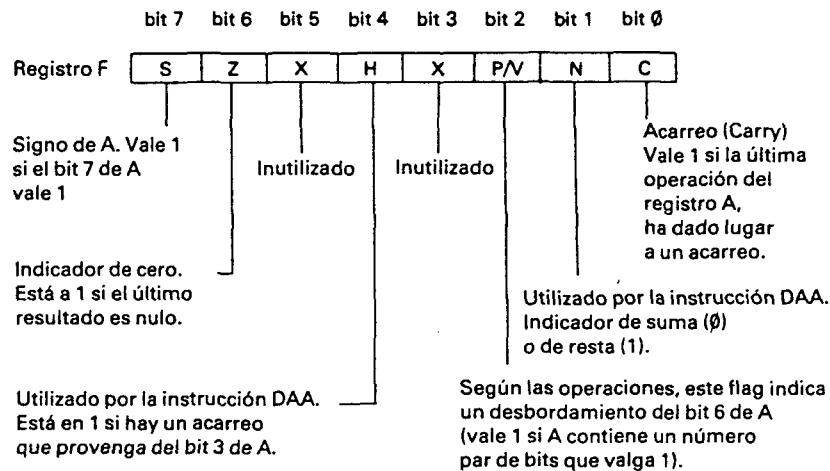 bit 7 bit 6 bit 5 bit 4 bit 3 bit 2 bit 1 bit Ø
Registro F S Z X H X P/V N C
Signo de A. Vale 1
si el bit 7 de A
vale 1
Inutilizado
Inutilizado
Acarreo (Carry)
Vale 1 si la última
operación del
registro A,
ha dado lugar
a un acarreo.
Indicador de cero.
Está a 1 si el último
resultado es nulo.
Utilizado por la instrucción DAA.
Indicador de suma (Ø)
o de resta (1).
Utilizado por la instrucción DAA.
Está en 1 si hay un acarreo
que provenga del bit 3 de A.
Según las operaciones, este flag indica
un desbordamiento del bit 6 de A
(vale 1 si A contiene un número
par de bits que valga 1).